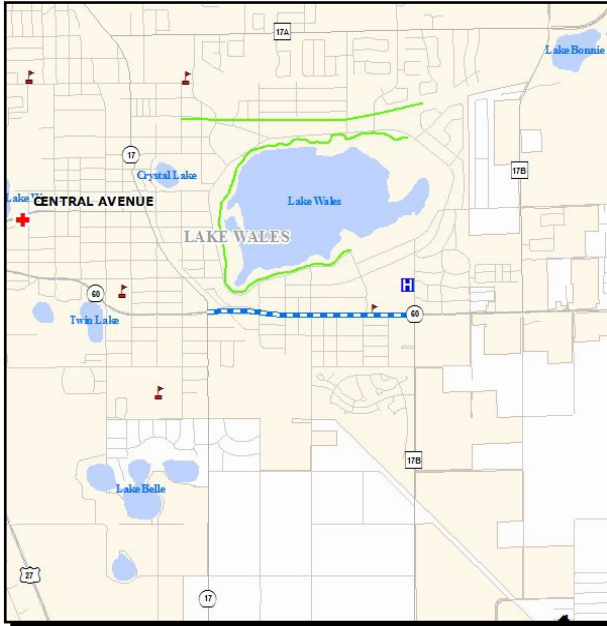 17A
Lake Bonnie
17
17B
Crystal Lake
Lake W
CENTRAL AVENUE
Lake Wales
LAKE WALES
H
60
60
Twin Lake
17B
Lake Belle
27
17